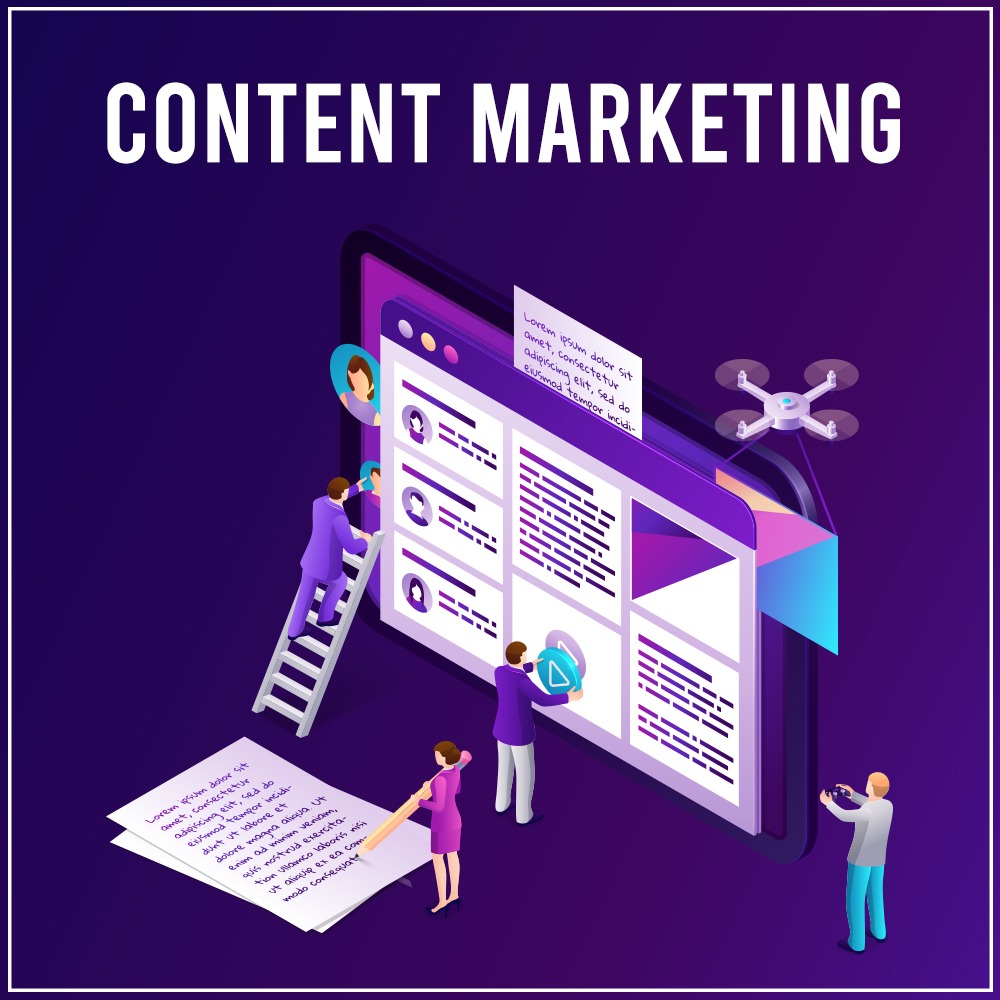 CONTENT MARKETING
Lorem ipsum dolor sit
amet, consectetur
adipiscing elit, sed do
eiusmod tempor incidi-
Lorem ipsum dolor sit
amet, consectetur
adipiscing elit, sed do
eiusmod tempor incidi-
dunt ut labore et
dolore magna aliqua. Ut
enim ad minim veniam,
quis nostrud exercita-
tion ullamco laboris nisi
ut aliquip ex ea com-
modo consequat